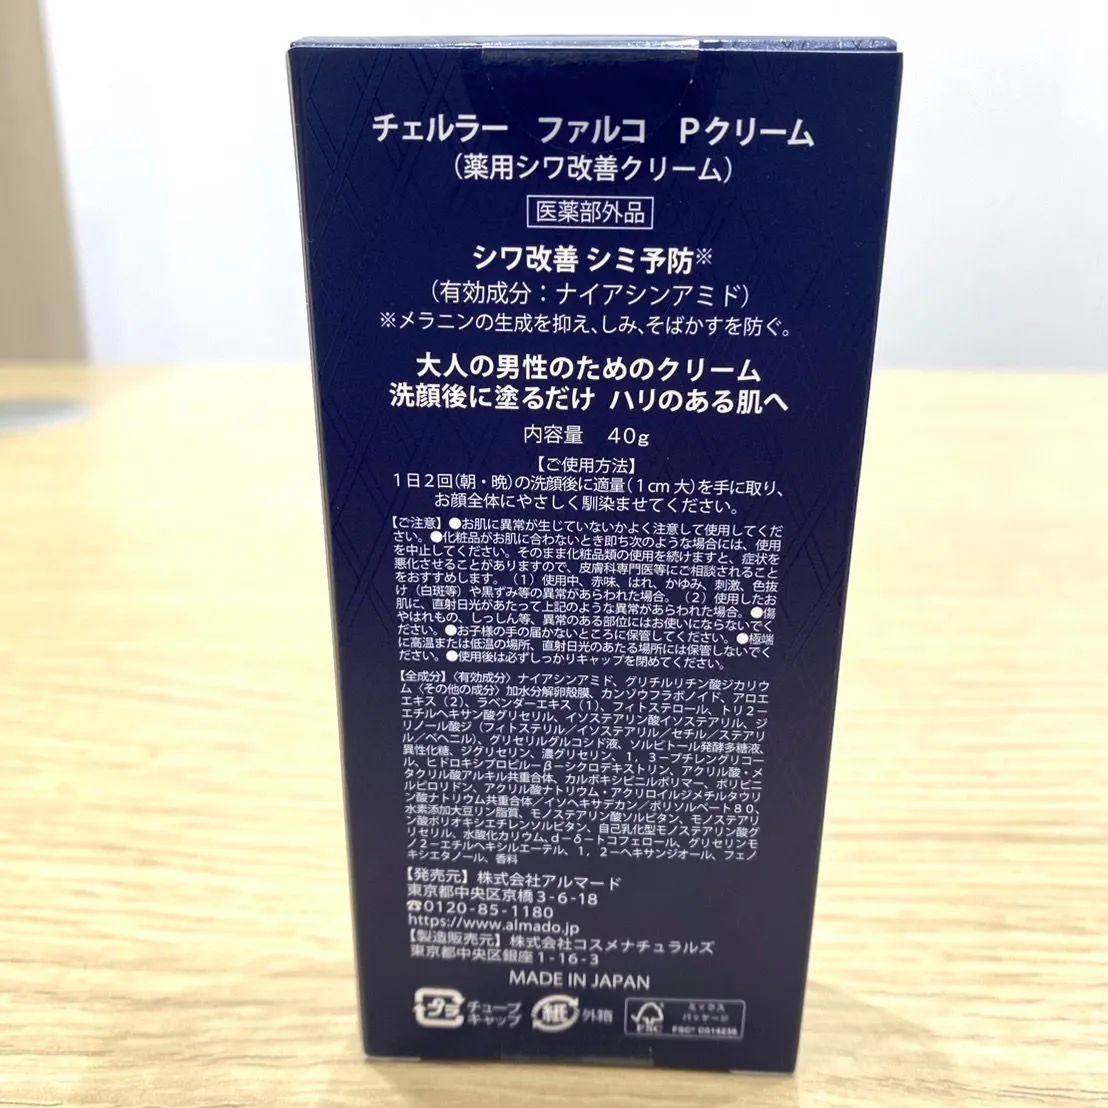 チェルラー　ファルコ　Pクリーム
（薬用シワ改善クリーム）
医薬部外品
シワ改善 シミ予防※
（有効成分：ナイアシンアミド）
※メラニンの生成を抑え、しみ、そばかすを防ぐ。
大人の男性のためのクリーム
洗顔後に塗るだけ ハリのある肌へ
内容量　40g
【ご使用方法】
1日2回(朝・晩)の洗顔後に適量(1cm大)を手に取り、
お顔全体にやさしく馴染ませてください。
【ご注意】●お肌に異常が生じていないかよく注意して使用してくだ
さい。●化粧品がお肌に合わないとき即ち次のような場合には、使用
を中止してください。そのまま化粧品類の使用を続けますと、症状を
悪化させることがありますので、皮膚科専門医等にご相談されること
をおすすめします。（1）使用中、赤味、はれ、かゆみ、刺激、色抜
け（白斑等）や黒ずみ等の異常があらわれた場合。（2）使用したお
肌に、直射日光があたって上記のような異常があらわれた場合。●傷
やはれもの、しっしん等、異常のある部位にはお使いにならないでく
ださい。●お子様の手の届かないところに保管してください。●極端
に高温または低温の場所、直射日光のあたる場所には保管しないでく
ださい。●使用後は必ずしっかりキャップを閉めてください。
【全成分】〈有効成分〉ナイアシンアミド、グリチルリチン酸ジカリウ
ム〈その他の成分〉加水分解卵殻膜、カンゾウフラボノイド、アロエ
エキス（2）、ラベンダーエキス（1）、フィトステロール、トリ2－
エチルヘキサン酸グリセリル、イソステアリン酸イソステアリル、ジ
リノール酸ジ（フィトステリル／イソステアリル／セチル／ステアリ
ル／ベヘニル）、グリセリルグルコシド液、ソルビトール発酵多糖液、
異性化糖、ジグリセリン、濃グリセリン、1，3－ブチレングリコー
ル、ヒドロキシプロピル－β－シクロデキストリン、アクリル酸・メ
タクリル酸アルキル共重合体、カルボキシビニルポリマー、ポリビニ
ルピロリドン、アクリル酸ナトリウム・アクリロイルジメチルタウリ
ン酸ナトリウム共重合体／イソヘキサデカン／ポリソルベート80、
水素添加大豆リン脂質、モノステアリン酸ソルビタン、モノステアリ
ン酸ポリオキシエチレンソルビタン、自己乳化型モノステアリン酸グ
リセリル、水酸化カリウム、d－δ－トコフェロール、グリセリンモ
ノ2－エチルヘキシルエーテル、1，2－ヘキサンジオール、フェノ
キシエタノール、香料
【発売元】株式会社アルマード
東京都中央区京橋3-6-18
☎0120-85-1180
https://www.almado.jp
【製造販売元】株式会社コスメナチュラルズ
東京都中央区銀座1-16-3
MADE IN JAPAN
プラ チューブ キャップ
紙 外箱
FSC ミックス パッケージ
FSC® C014238